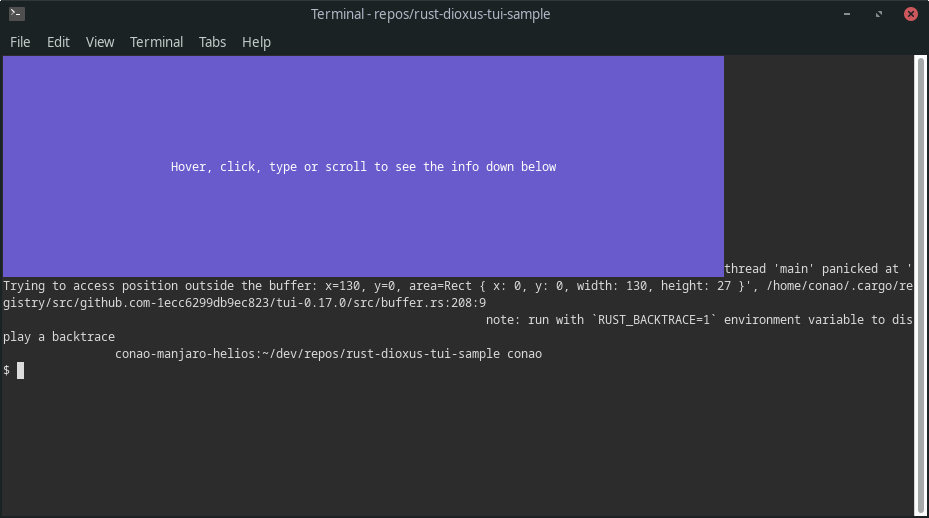 Terminal - repos/rust-dioxus-tui-sample
File Edit View Terminal Tabs Help
Hover, click, type or scroll to see the info down below
thread 'main' panicked at '
Trying to access position outside the buffer: x=130, y=0, area=Rect { x: 0, y: 0, width: 130, height: 27 }', /home/conao/.cargo/re
gistry/src/github.com-1ecc6299db9ec823/tui-0.17.0/src/buffer.rs:208:9
note: run with `RUST_BACKTRACE=1` environment variable to dis
play a backtrace
conao-manjaro-helios:~/dev/repos/rust-dioxus-tui-sample conao
$